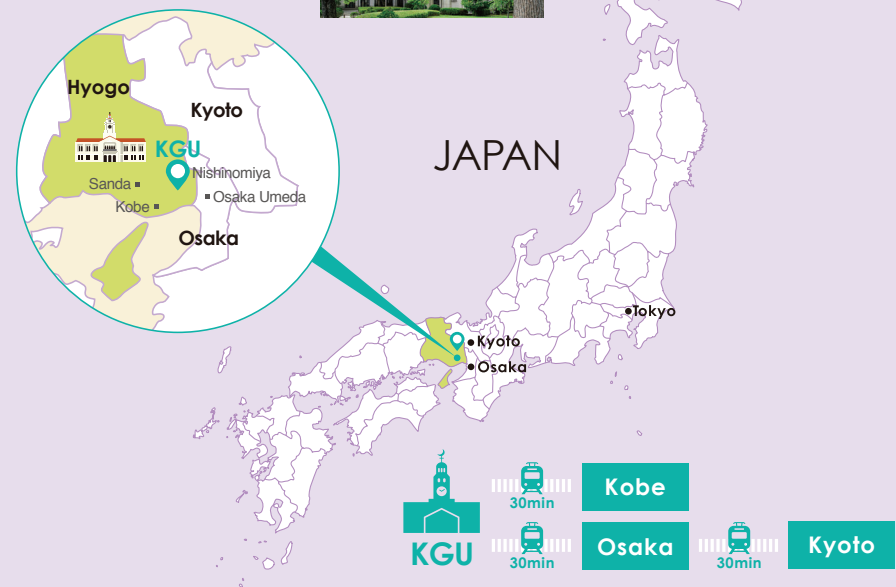 Hyogo
Kyoto
KGU
Nishinomiya
Sanda
Osaka Umeda
Kobe
Osaka
JAPAN
Tokyo
Kyoto
Osaka
KGU
30min
Kobe
30min
Osaka
30min
Kyoto